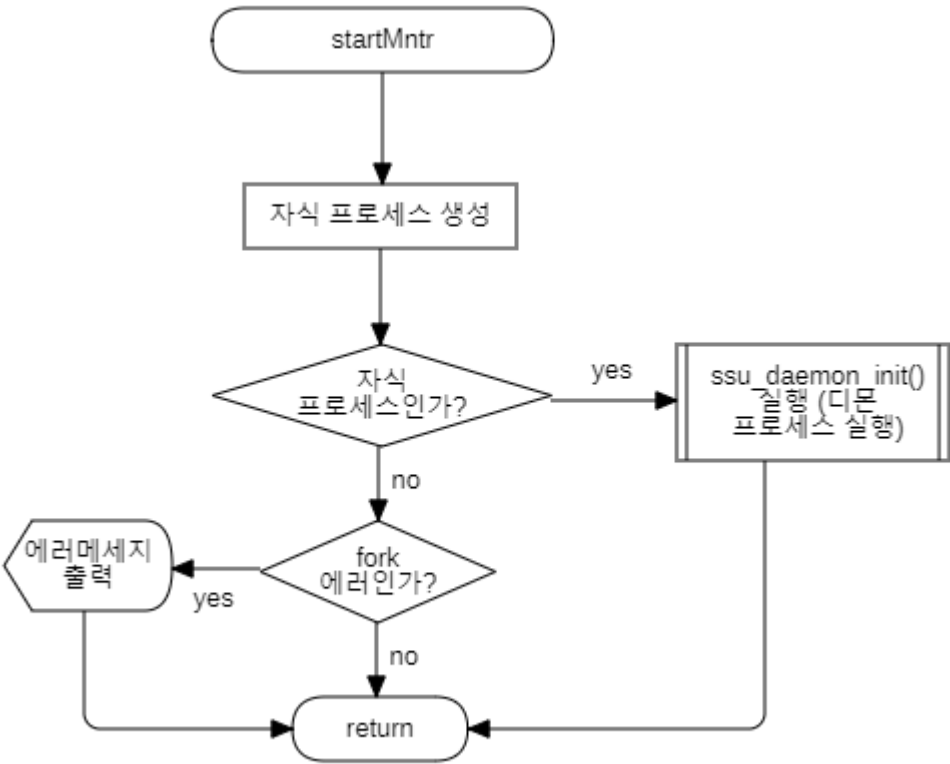 startMntr
자식 프로세스 생성
자식
프로세스인가?
yes
ssu_daemon_init()
실행 (디몬
프로세스 실행)
no
fork
에러인가?
yes
에러메세지
출력
no
return